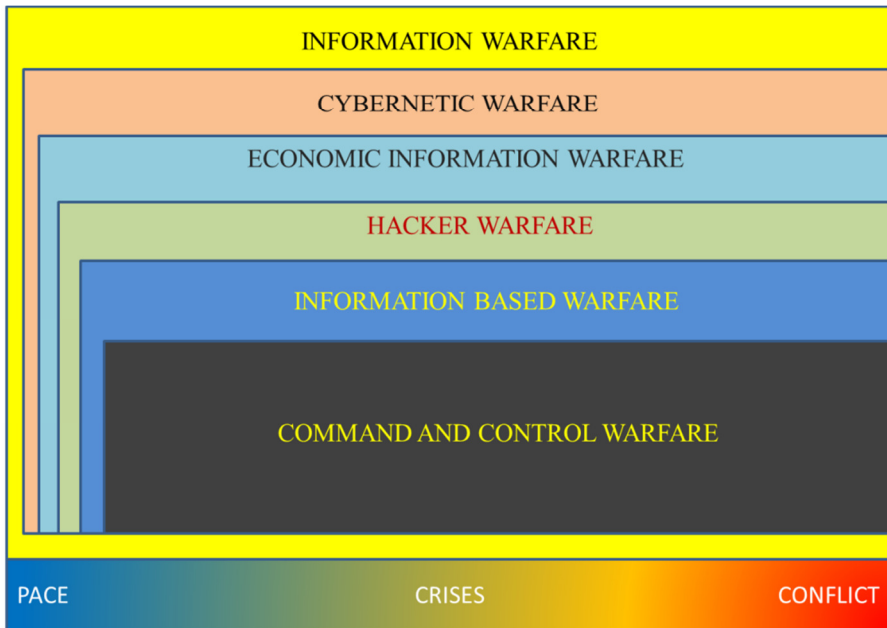 INFORMATION WARFARE
CYBERNETIC WARFARE
ECONOMIC INFORMATION WARFARE
HACKER WARFARE
INFORMATION BASED WARFARE
COMMAND AND CONTROL WARFARE
PACE CRISES CONFLICT